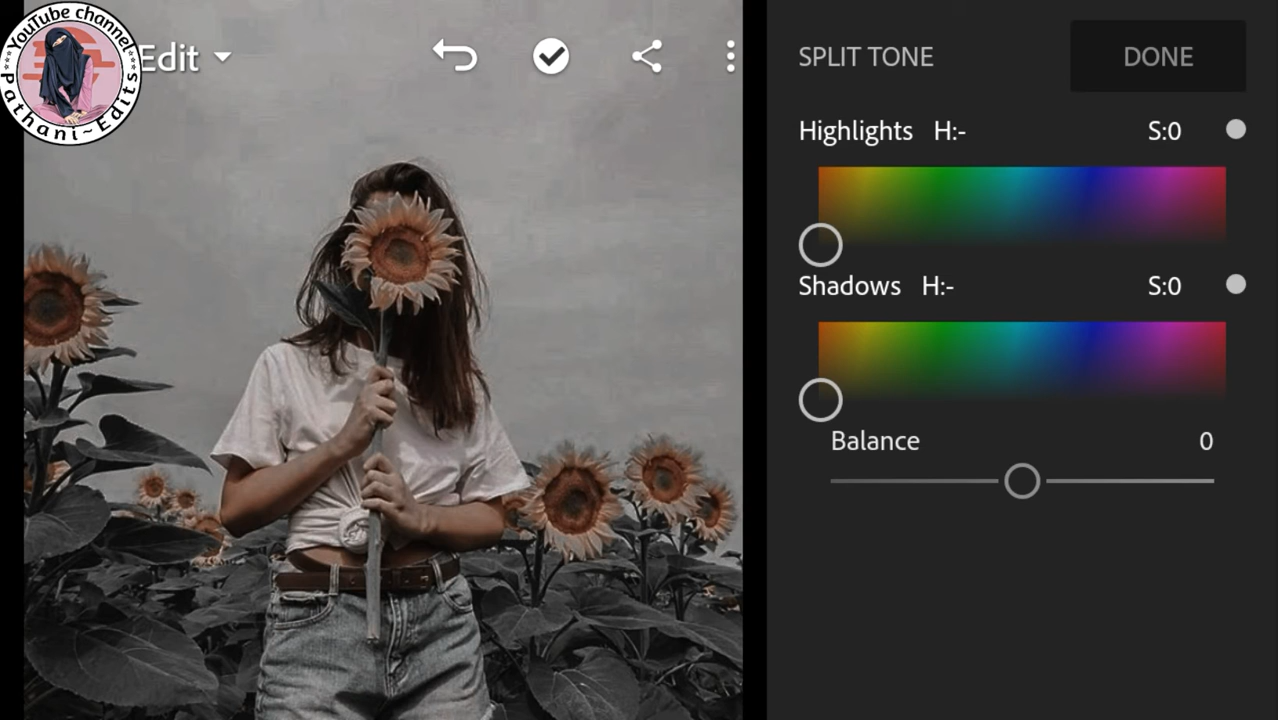 ***YouTube channel***
Pathani~Edits
Edit
SPLIT TONE
DONE
Highlights H:- S:0
Shadows H:- S:0
Balance 0